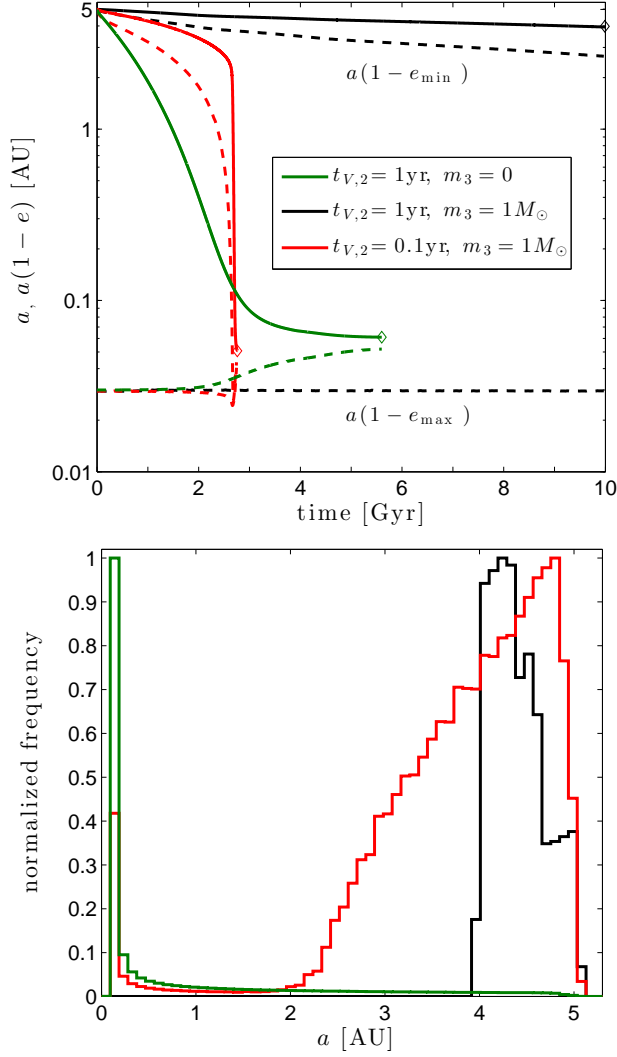 5
1
0.1
0.01
a, a(1 − e) [AU]
a(1 − e_min )
t_{V,2} = 1yr, m_3 = 0
t_{V,2} = 1yr, m_3 = 1M_⊙
t_{V,2} = 0.1yr, m_3 = 1M_⊙
a(1 − e_max )
0 2 4 6 8 10
time [Gyr]
1
0.9
0.8
0.7
0.6
0.5
0.4
0.3
0.2
0.1
0
normalized frequency
0 1 2 3 4 5
a [AU]